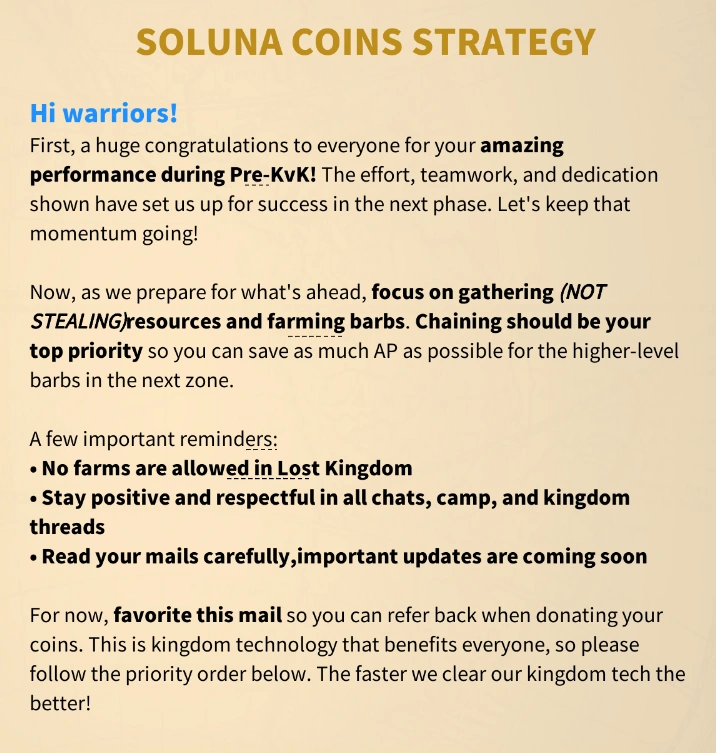 SOLUNA COINS STRATEGY
Hi warriors!
First, a huge congratulations to everyone for your amazing
performance during Pre-KvK! The effort, teamwork, and dedication
shown have set us up for success in the next phase. Let's keep that
momentum going!
Now, as we prepare for what's ahead, focus on gathering (NOT
STEALING)resources and farming barbs. Chaining should be your
top priority so you can save as much AP as possible for the higher-level
barbs in the next zone.
A few important reminders:
• No farms are allowed in Lost Kingdom
• Stay positive and respectful in all chats, camp, and kingdom
threads
• Read your mails carefully,important updates are coming soon
For now, favorite this mail so you can refer back when donating your
coins. This is kingdom technology that benefits everyone, so please
follow the priority order below. The faster we clear our kingdom tech the
better!